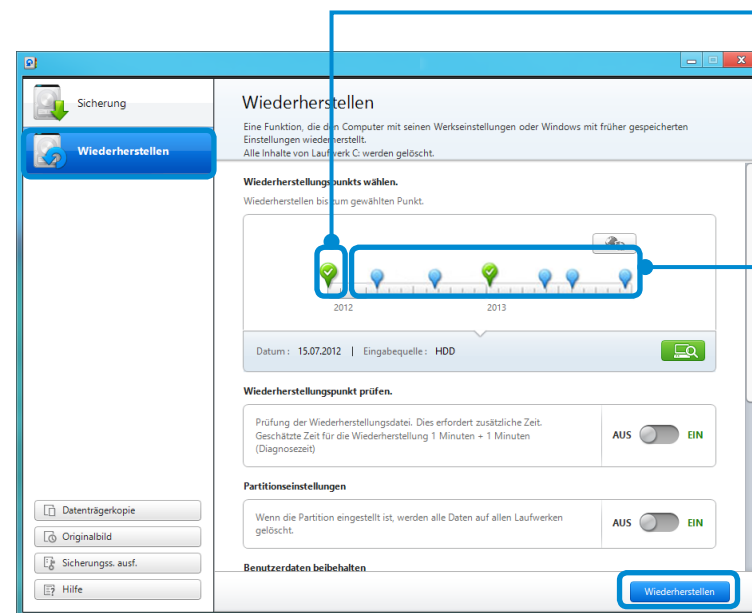 Sicherung
Wiederherstellen
Wiederherstellen
Eine Funktion, die den Computer mit seinen Werkseinstellungen oder Windows mit früher gespeicherten
Einstellungen wiederherstellt.
Alle Inhalte von Laufwerk C: werden gelöscht.
Wiederherstellungspunkts wählen.
Wiederherstellen bis zum gewählten Punkt.
2012
2013
Datum : 15.07.2012 | Eingabequelle : HDD
Wiederherstellungspunkt prüfen.
Prüfung der Wiederherstellungsdatei. Dies erfordert zusätzliche Zeit.
Geschätzte Zeit für die Wiederherstellung 1 Minuten + 1 Minuten
(Diagnosezeit)
AUS EIN
Partitionseinstellungen
Wenn die Partition eingestellt ist, werden alle Daten auf allen Laufwerken
gelöscht.
AUS EIN
Benutzerdaten beibehalten
Datenträgerkopie
Originalbild
Sicherungss. ausf.
Hilfe
Wiederherstellen